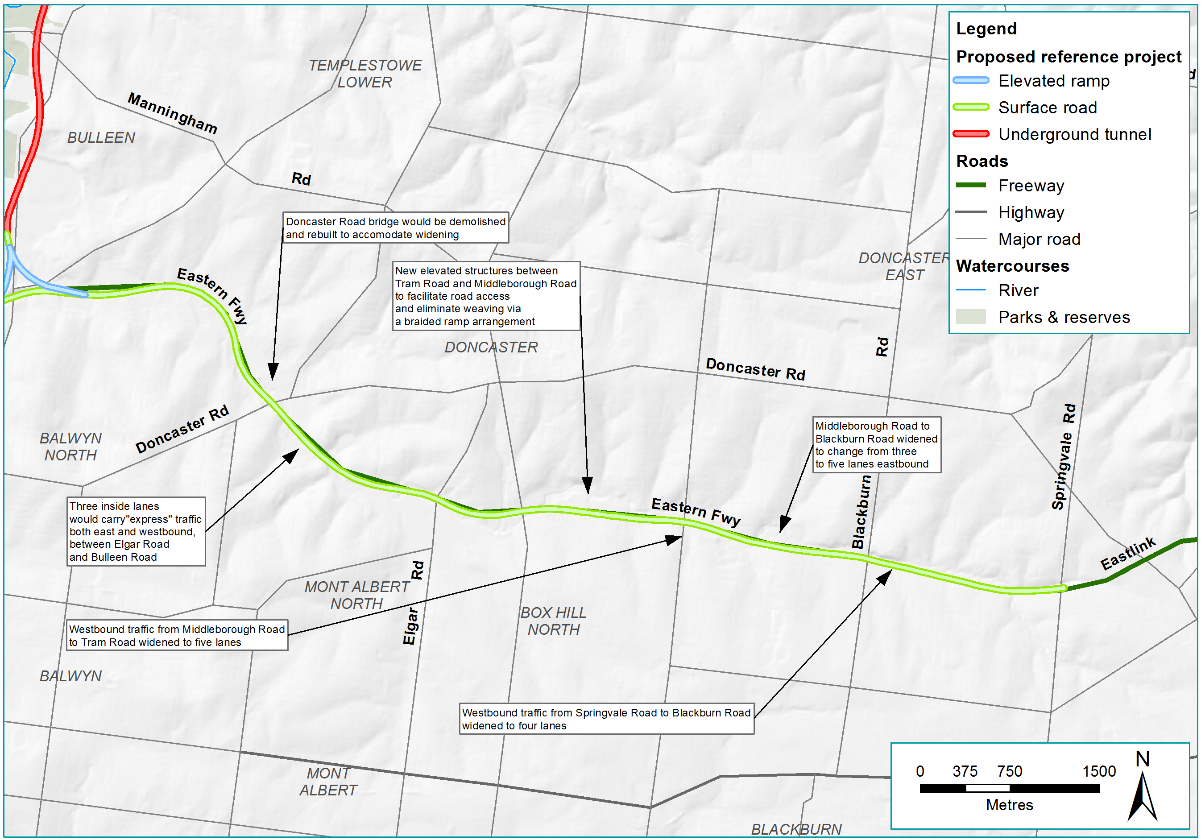 Legend
Proposed reference project
Elevated ramp
Surface road
Underground tunnel
Roads
Freeway
Highway
Major road
Watercourses
River
Parks & reserves
TEMPLESTOWE
LOWER
Manningham
BULLEEN
Rd
Doncaster Road bridge would be demolished
and rebuilt to accomodate widening
New elevated structures between
Tram Road and Middleborough Road
to facilitate road access
and eliminate weaving via
a braided ramp arrangement
DONCASTER
EAST
Eastern Fwy
DONCASTER
Rd
Doncaster Rd
Doncaster Rd
BALWYN
NORTH
Middleborough Road to
Blackburn Road widened
to change from three
to five lanes eastbound
Springvale Rd
Blackburn
Three inside lanes
would carry"express" traffic
both east and westbound,
between Elgar Road
and Bulleen Road
Eastern Fwy
Eastlink
MONT ALBERT
NORTH
Rd
Elgar
BOX HILL
NORTH
Westbound traffic from Middleborough Road
to Tram Road widened to five lanes
BALWYN
Westbound traffic from Springvale Road to Blackburn Road
widened to four lanes
MONT
ALBERT
BLACKBURN
N
0 375 750 1500
Metres